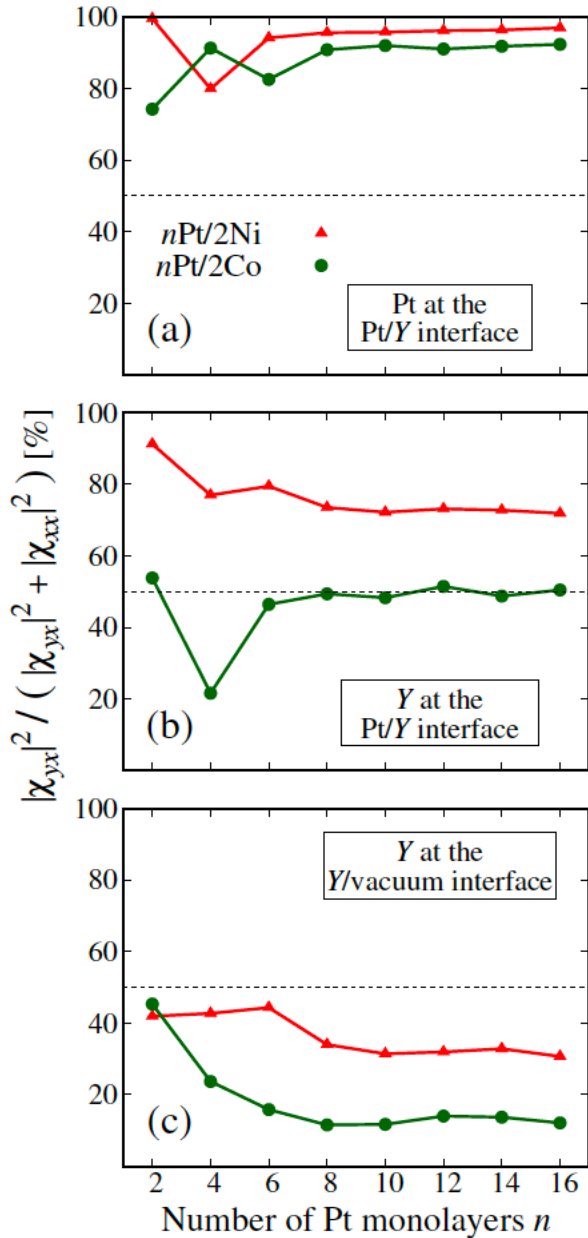 100
80
60
40
20
nPt/2Ni
nPt/2Co
(a)
Pt at the
Pt/Y interface
100
80
60
40
20
(b)
Y at the
Pt/Y interface
|χyx|² / ( |χyx|² + |χxx|² ) [%]
100
80
60
40
20
(c)
Y at the
Y/vacuum interface
2 4 6 8 10 12 14 16
Number of Pt monolayers n